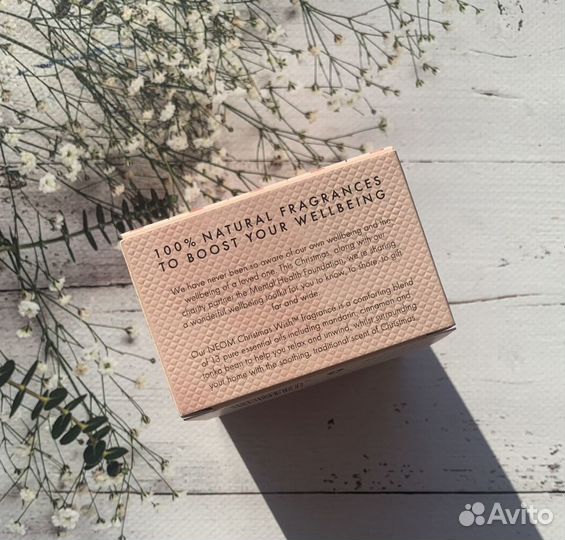 100% NATURAL FRAGRANCES
TO BOOST YOUR WELLBEING
We have never been so aware of our own wellbeing and the
wellbeing of a loved one. This Christmas, along with our
charity partner the Mental Health Foundation, we're sharing
a wonderful wellbeing toolkit for you to know, to share, to gift
far and wide.
Our NEOM Christmas Wish™ fragrance is a comforting blend
of 13 pure essential oils including mandarin, cinnamon and
tonka bean to help you relax and unwind, whilst surrounding
your home with the soothing, traditional scent of Christmas.
Avito